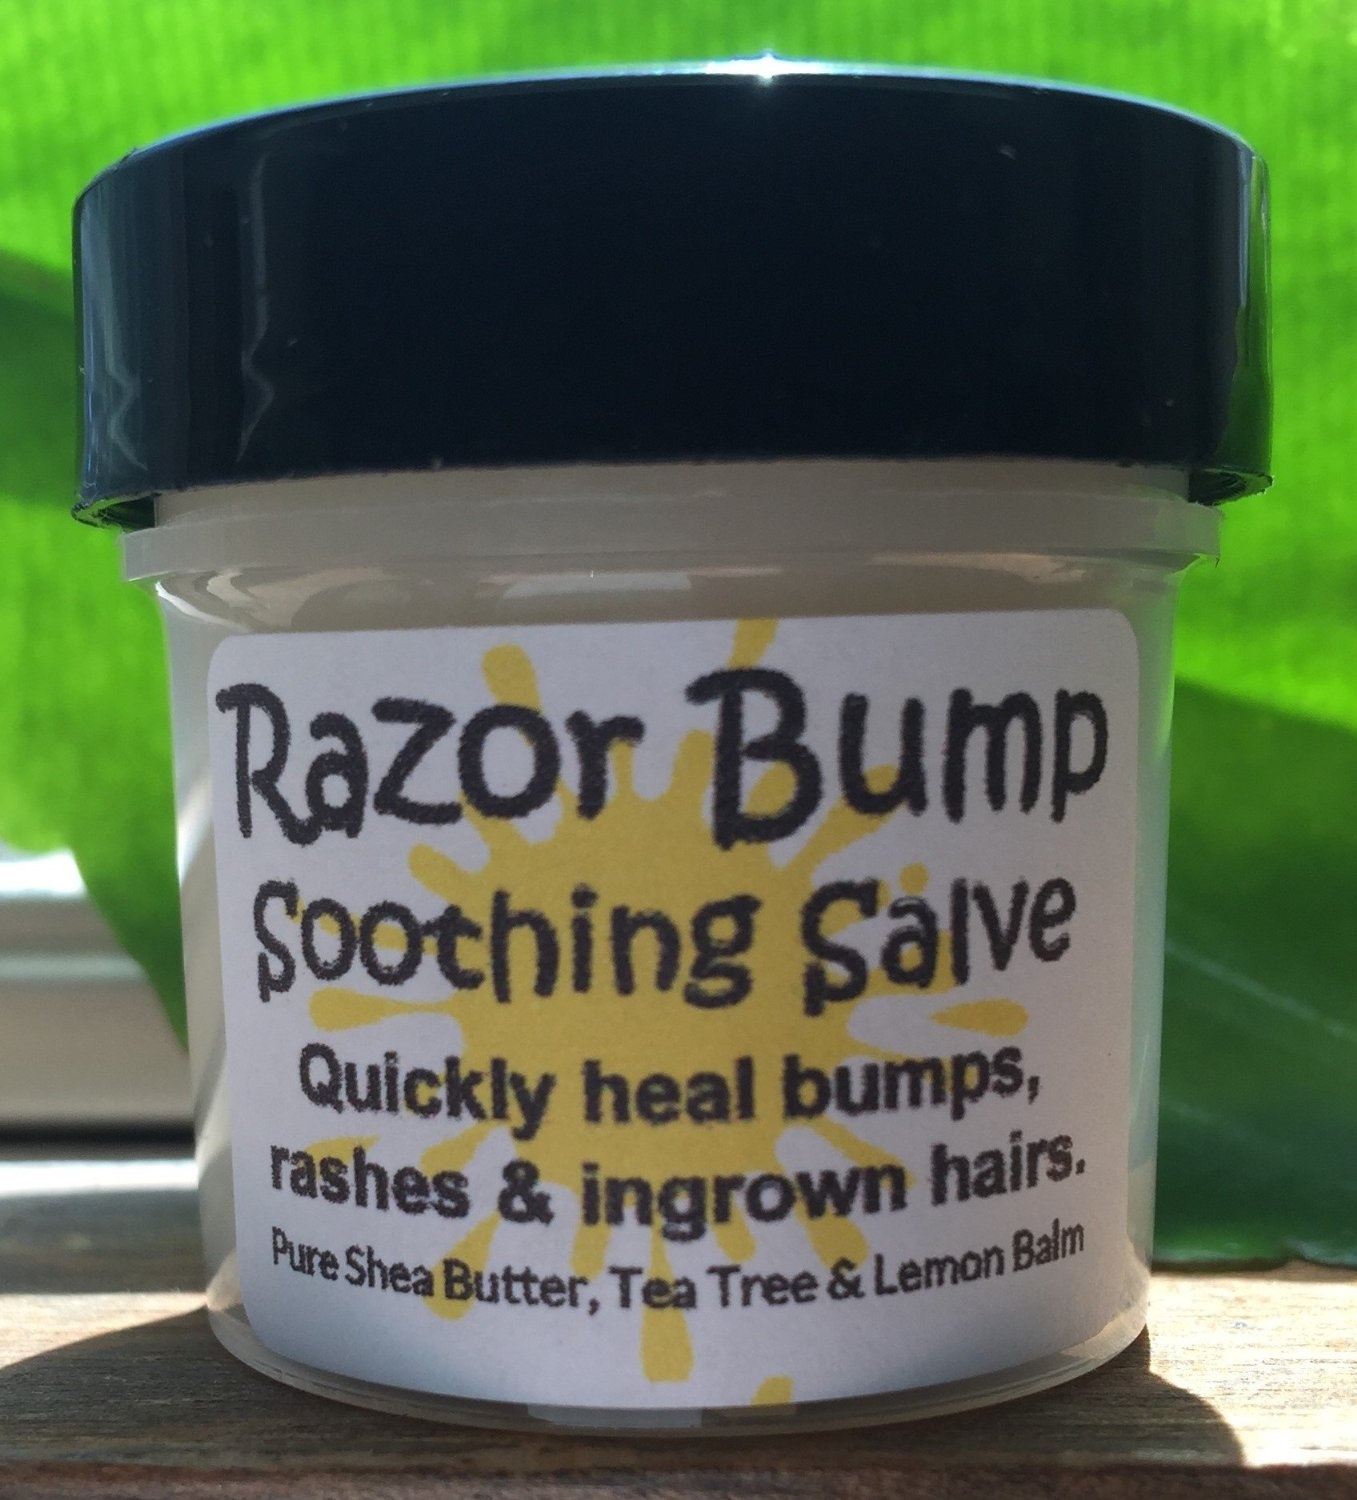 Razor Bump
Soothing Salve
Quickly heal bumps,
rashes & ingrown hairs.
Pure Shea Butter, Tea Tree & Lemon Balm